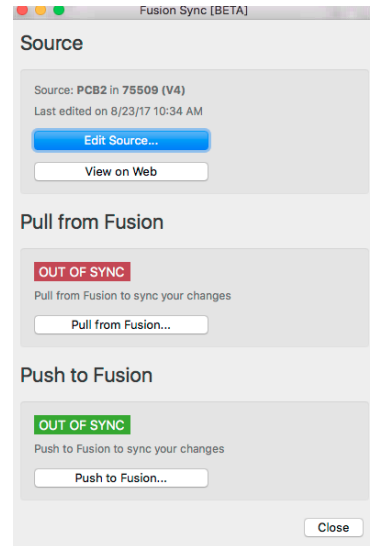 Fusion Sync [BETA]
Source
Source: PCB2 in 75509 (V4)
Last edited on 8/23/17 10:34 AM
Edit Source...
View on Web
Pull from Fusion
OUT OF SYNC
Pull from Fusion to sync your changes
Pull from Fusion...
Push to Fusion
OUT OF SYNC
Push to Fusion to sync your changes
Push to Fusion...
Close